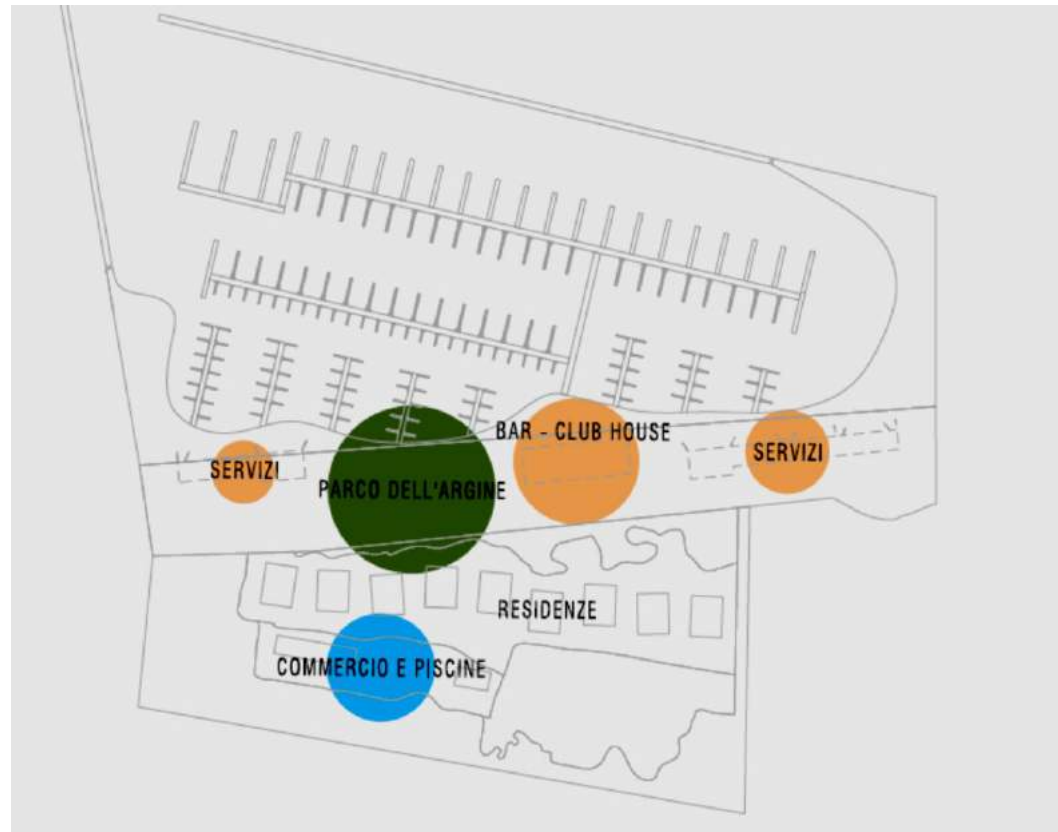 BAR - CLUB HOUSE
SERVIZI
SERVIZI
PARCO DELL'ARGINE
RESIDENZE
COMMERCIO E PISCINE